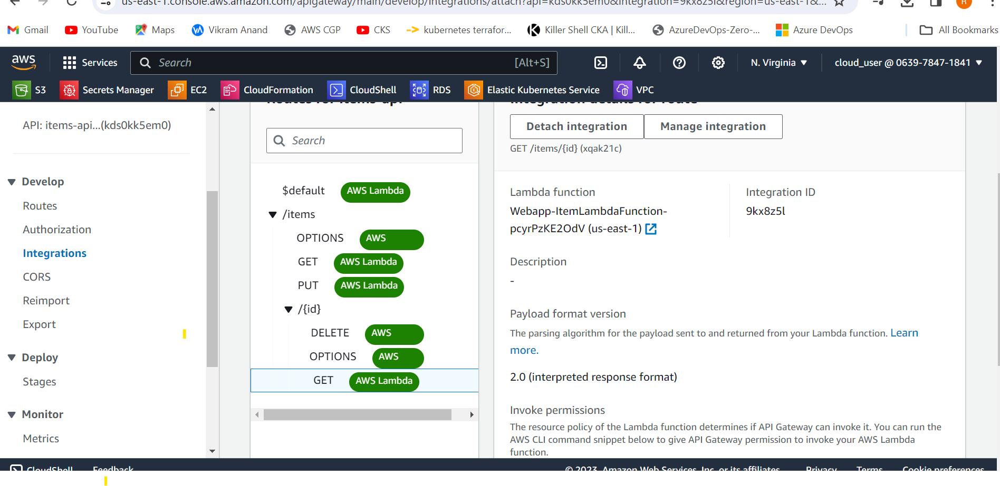 us-east-1.console.aws.amazon.com/apigateway/main/develop/integrations/attach?api=kds0kk5em0&integration=9kx8z5l&region=us-east-1&...
R
Gmail YouTube Maps Vikram Anand AWS CGP CKS kubernetes terrafor... Killer Shell CKA | Kill... AzureDevOps-Zero-... Azure DevOps All Bookmarks
aws Services Search [Alt+S] N. Virginia cloud_user @ 0639-7847-1841
S3 Secrets Manager EC2 CloudFormation CloudShell RDS Elastic Kubernetes Service VPC
API: items-api...(kds0kk5em0)
Develop
Routes
Authorization
Integrations
CORS
Reimport
Export
Deploy
Stages
Monitor
Metrics
Routes for items-api
Search
$default AWS Lambda
/items
OPTIONS AWS
GET AWS Lambda
PUT AWS Lambda
/{id}
DELETE AWS
OPTIONS AWS
GET AWS Lambda
Integration details for route
Detach integration Manage integration
GET /items/{id} (xqak21c)
Lambda function
Webapp-ItemLambdaFunction-
pcyrPzKE2OdV (us-east-1)
Integration ID
9kx8z5l
Description
-
Payload format version
The parsing algorithm for the payload sent to and returned from your Lambda function. Learn
more.
2.0 (interpreted response format)
Invoke permissions
The resource policy of the Lambda function determines if API Gateway can invoke it. You can run the
AWS CLI command snippet below to give API Gateway permission to invoke your AWS Lambda
function.
CloudShell Feedback © 2023, Amazon Web Services, Inc. or its affiliates. Privacy Terms Cookie preferences